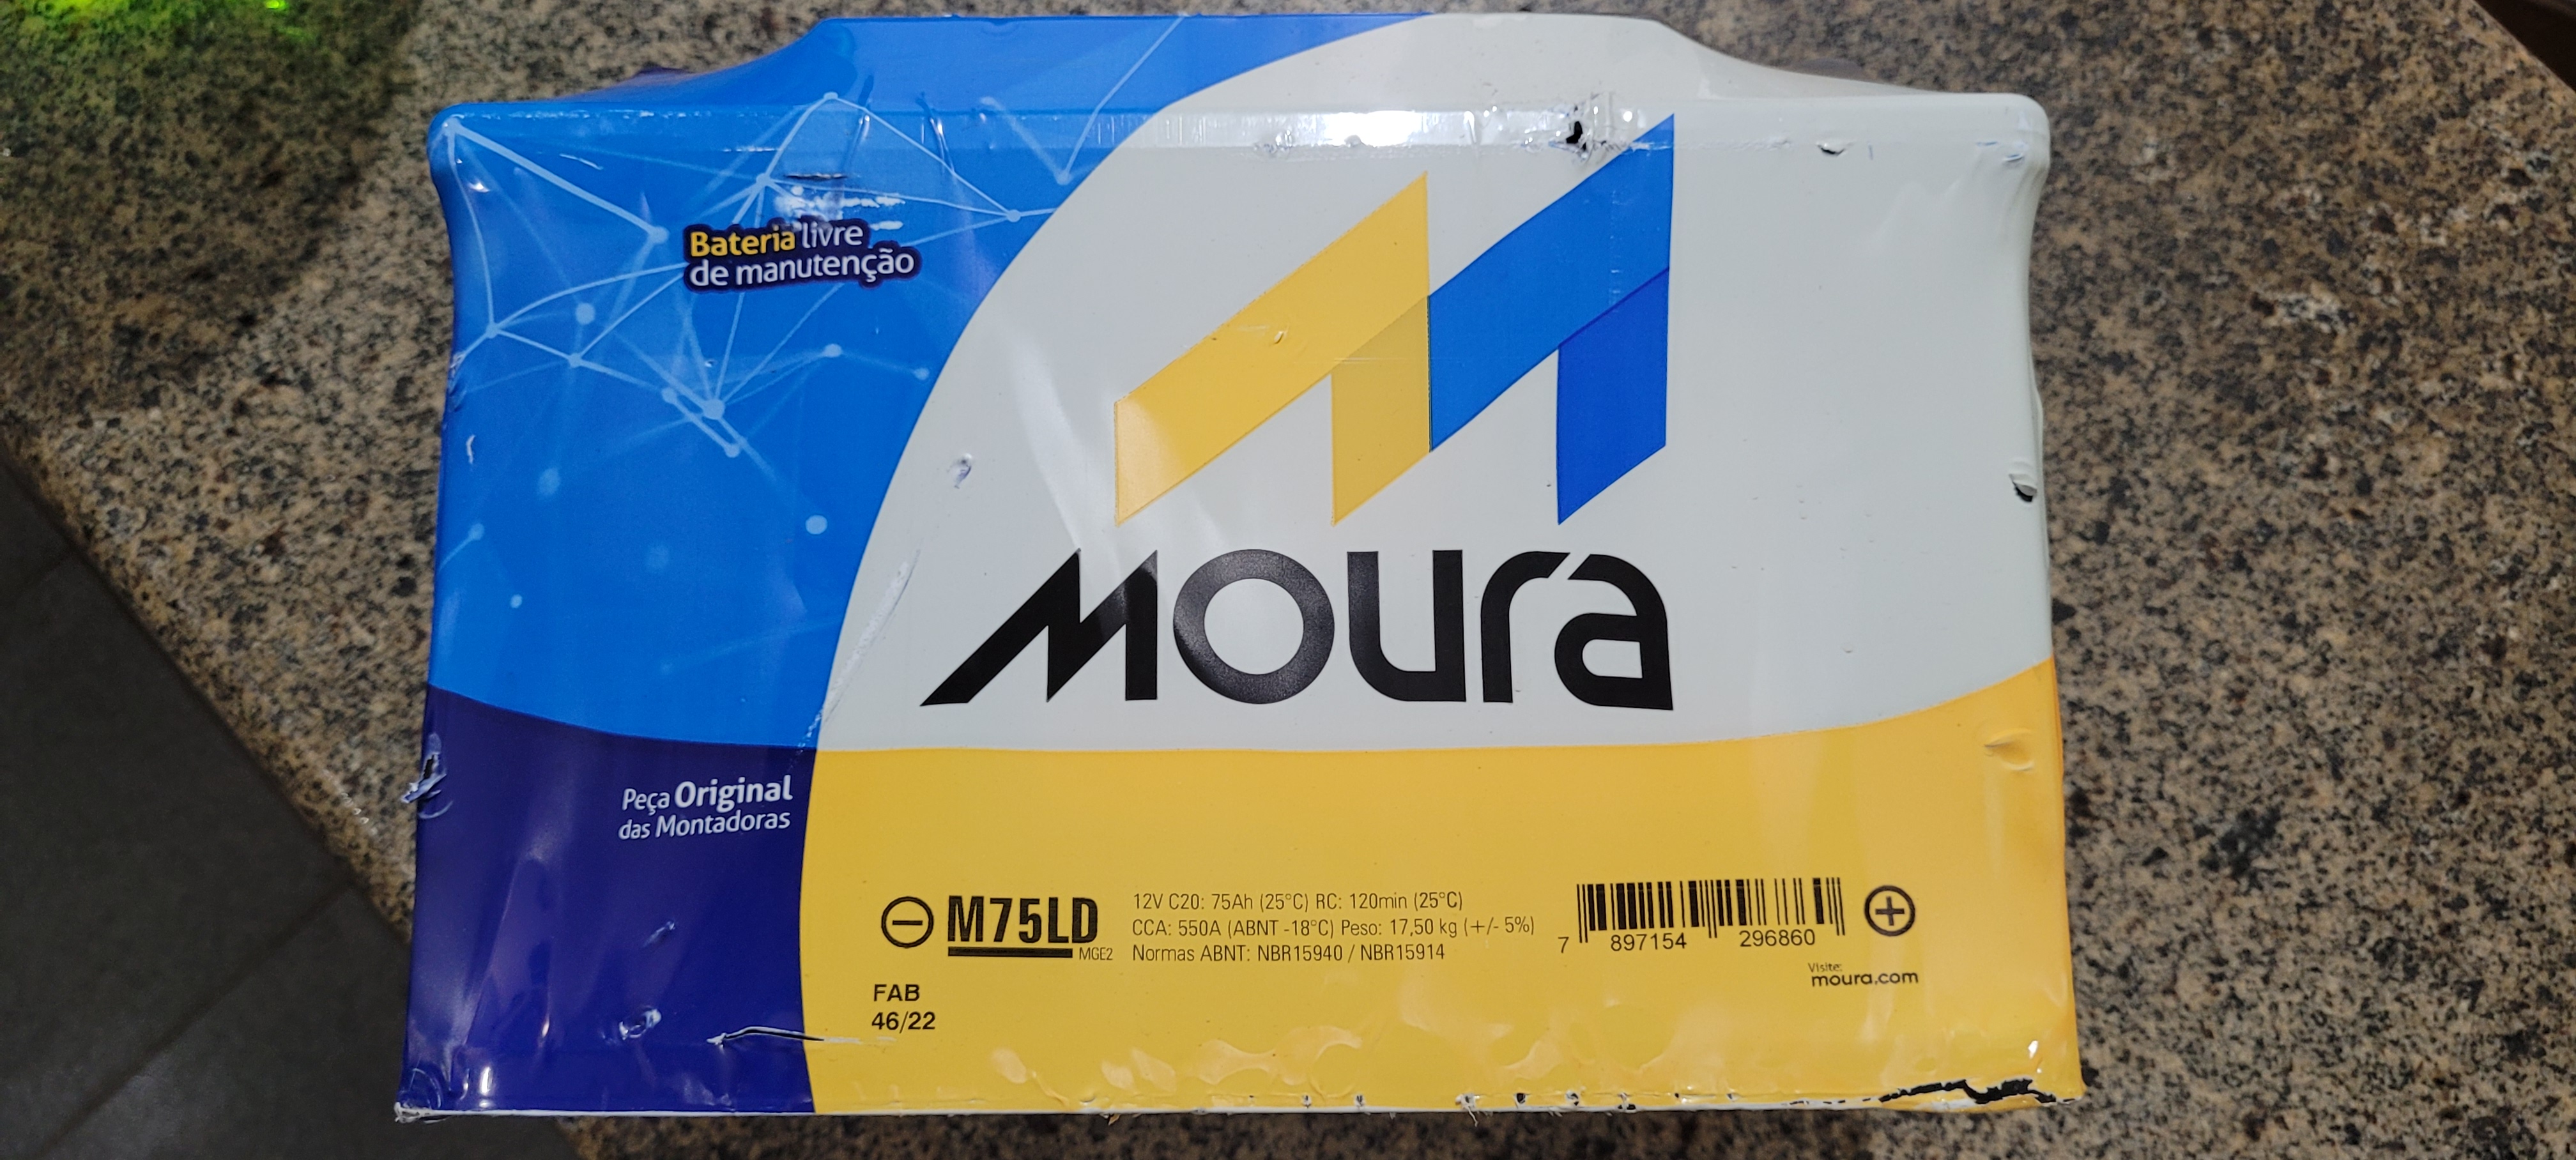 Bateria livre
de manutenção
moura
Peça Original
das Montadoras
M75LD
MGE2
12V C20: 75Ah (25°C) RC: 120min (25°C)
CCA: 550A (ABNT -18°C) Peso: 17,50 kg (+/- 5%)
Normas ABNT: NBR15940 / NBR15914
7 897154 296860
Visite:
moura.com
FAB
46/22